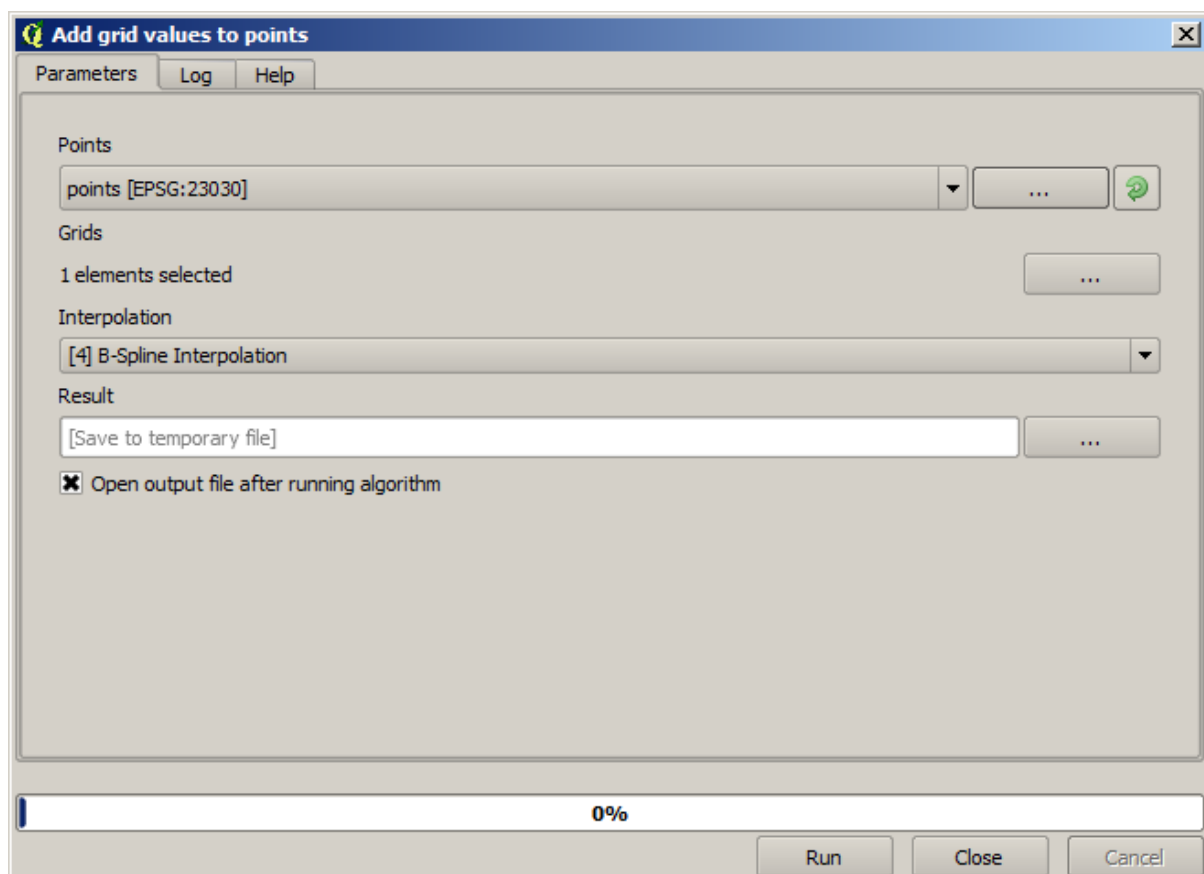 Add grid values to points
Parameters Log Help
Points
points [EPSG:23030] ...
Grids
1 elements selected ...
Interpolation
[4] B-Spline Interpolation
Result
[Save to temporary file] ...
Open output file after running algorithm
0%
Run Close Cancel